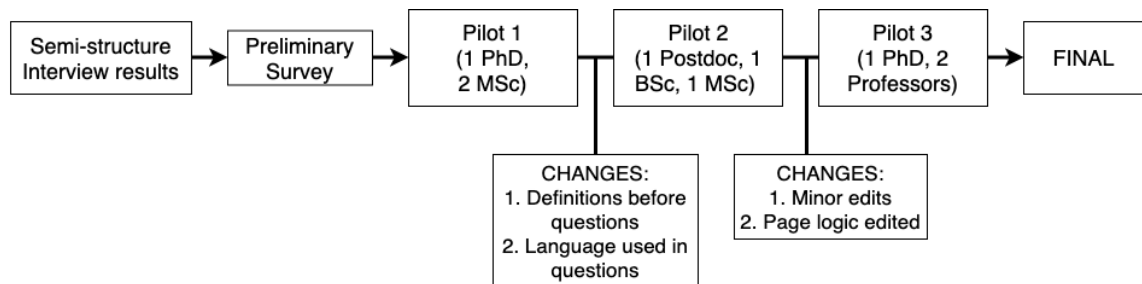 Semi-structure
Interview results
Preliminary
Survey
Pilot 1
(1 PhD,
2 MSc)
Pilot 2
(1 Postdoc, 1
BSc, 1 MSc)
Pilot 3
(1 PhD, 2
Professors)
FINAL
CHANGES:
1. Definitions before
questions
2. Language used in
questions
CHANGES:
1. Minor edits
2. Page logic edited